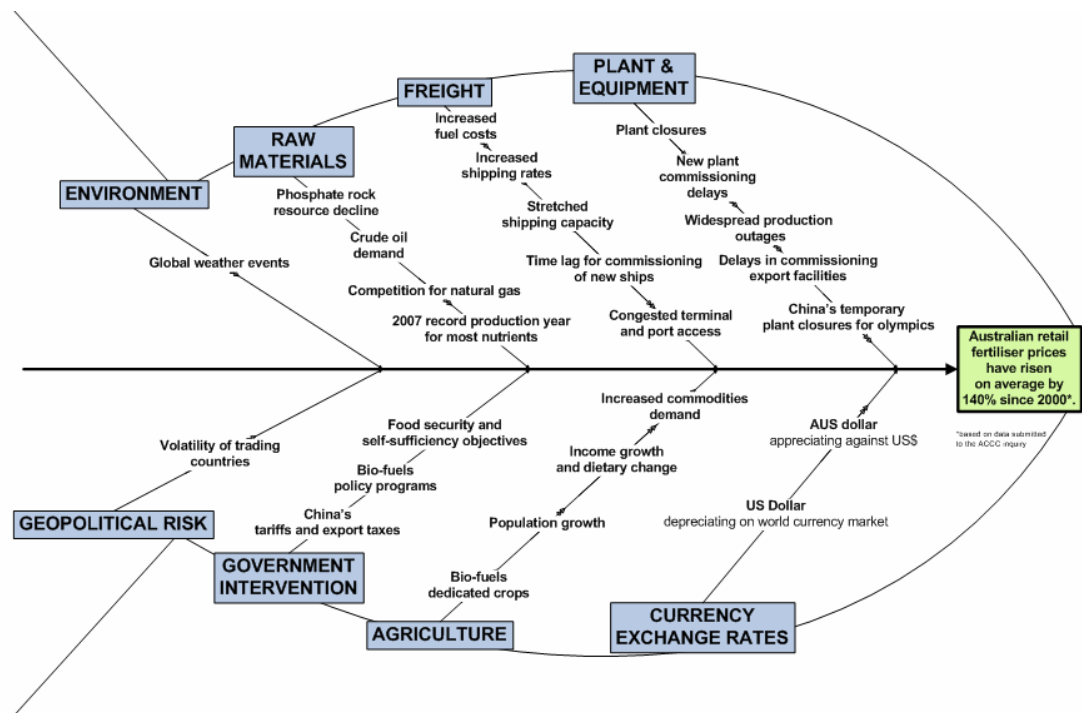 PLANT &
EQUIPMENT
FREIGHT
RAW
MATERIALS
ENVIRONMENT
Increased
fuel costs
Increased
shipping rates
Stretched
shipping capacity
Time lag for commissioning
of new ships
Congested terminal
and port access
Plant closures
New plant
commissioning
delays
Widespread production
outages
Delays in commissioning
export facilities
China's temporary
plant closures for olympics
Phosphate rock
resource decline
Crude oil
demand
Competition for natural gas
2007 record production year
for most nutrients
Global weather events
Australian retail
fertiliser prices
have risen
on average by
140% since 2000*.
*based on data submitted
to the ACCC inquiry
Volatility of trading
countries
GEOPOLITICAL RISK
Food security and
self-sufficiency objectives
Bio-fuels
policy programs
China's
tariffs and export taxes
GOVERNMENT
INTERVENTION
Increased commodities
demand
Income growth
and dietary change
Population growth
Bio-fuels
dedicated crops
AGRICULTURE
AUS dollar
appreciating against US$
US Dollar
depreciating on world currency market
CURRENCY
EXCHANGE RATES